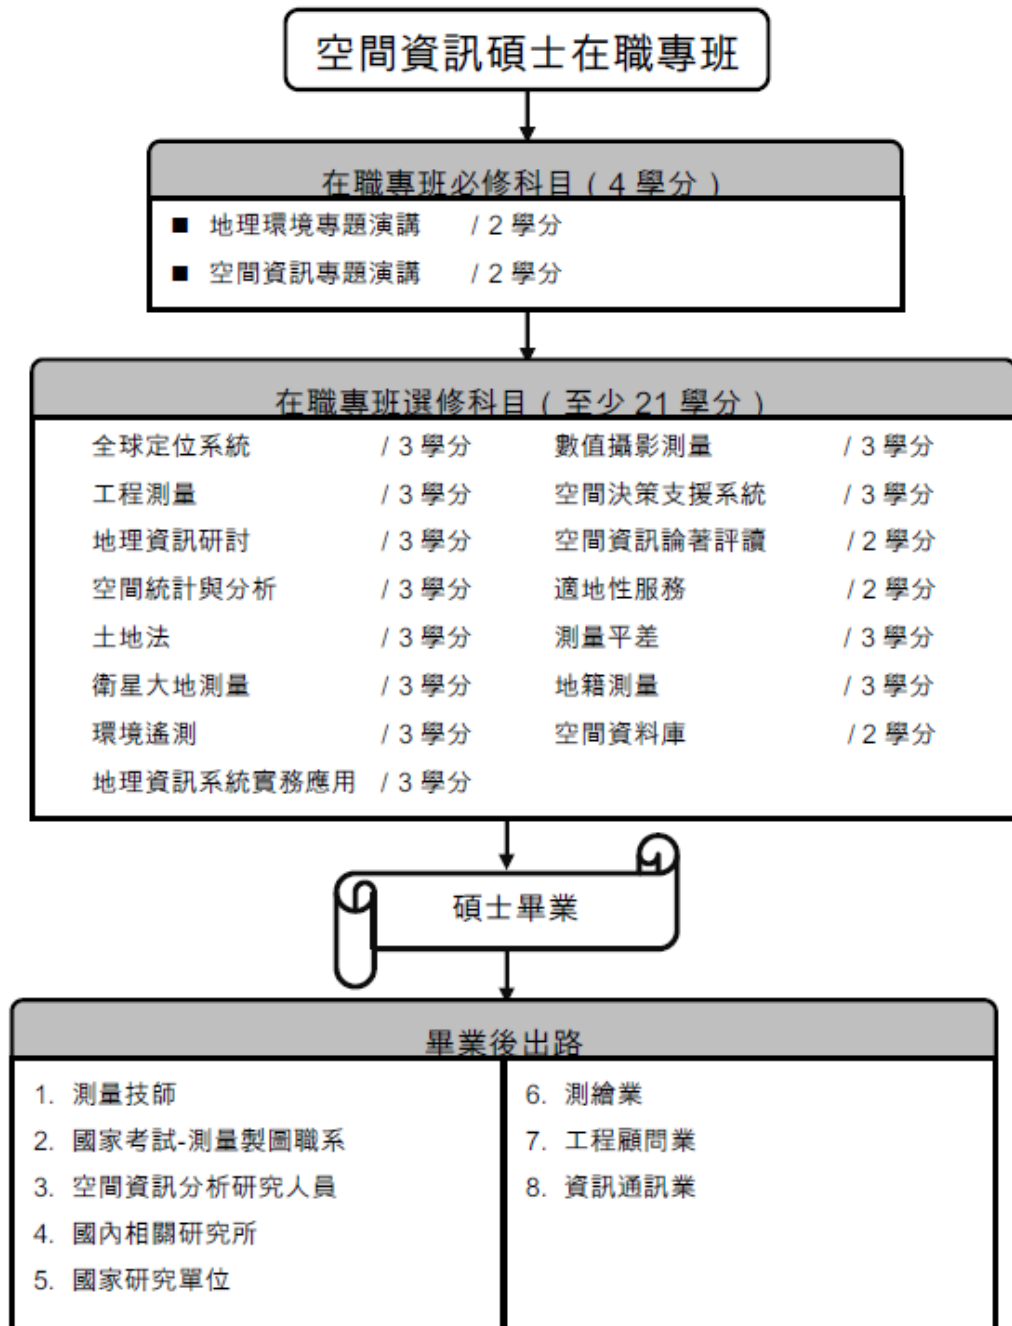 空間資訊碩士在職專班
在職專班必修科目（4 學分）
■ 地理環境專題演講 / 2 學分
■ 空間資訊專題演講 / 2 學分
在職專班選修科目（至少 21 學分）
全球定位系統 / 3 學分 數值攝影測量 / 3 學分
工程測量 / 3 學分 空間決策支援系統 / 3 學分
地理資訊研討 / 3 學分 空間資訊論著評讀 / 2 學分
空間統計與分析 / 3 學分 適地性服務 / 2 學分
土地法 / 3 學分 測量平差 / 3 學分
衛星大地測量 / 3 學分 地籍測量 / 3 學分
環境遙測 / 3 學分 空間資料庫 / 2 學分
地理資訊系統實務應用 / 3 學分
碩士畢業
畢業後出路
1. 測量技師
2. 國家考試-測量製圖職系
3. 空間資訊分析研究人員
4. 國內相關研究所
5. 國家研究單位
6. 測繪業
7. 工程顧問業
8. 資訊通訊業